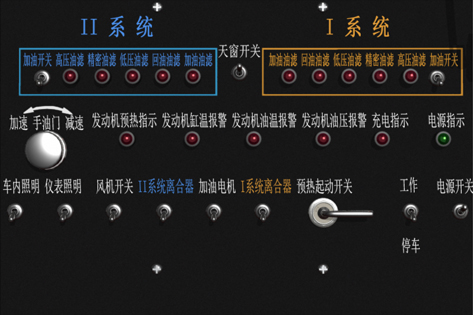 II 系 统
I 系 统
天窗开关
加油开关 高压油滤 精密油滤 低压油滤 回油油滤 加油油滤
加油油滤 回油油滤 低压油滤 精密油滤 高压油滤 加油开关
加速 手油门 减速
发动机预热指示 发动机缸温报警 发动机油温报警 发动机油压报警 充电指示 电源指示
车内照明 仪表照明 风机开关 II系统离合器 加油电机 I系统离合器 预热起动开关 工作 电源开关
停车